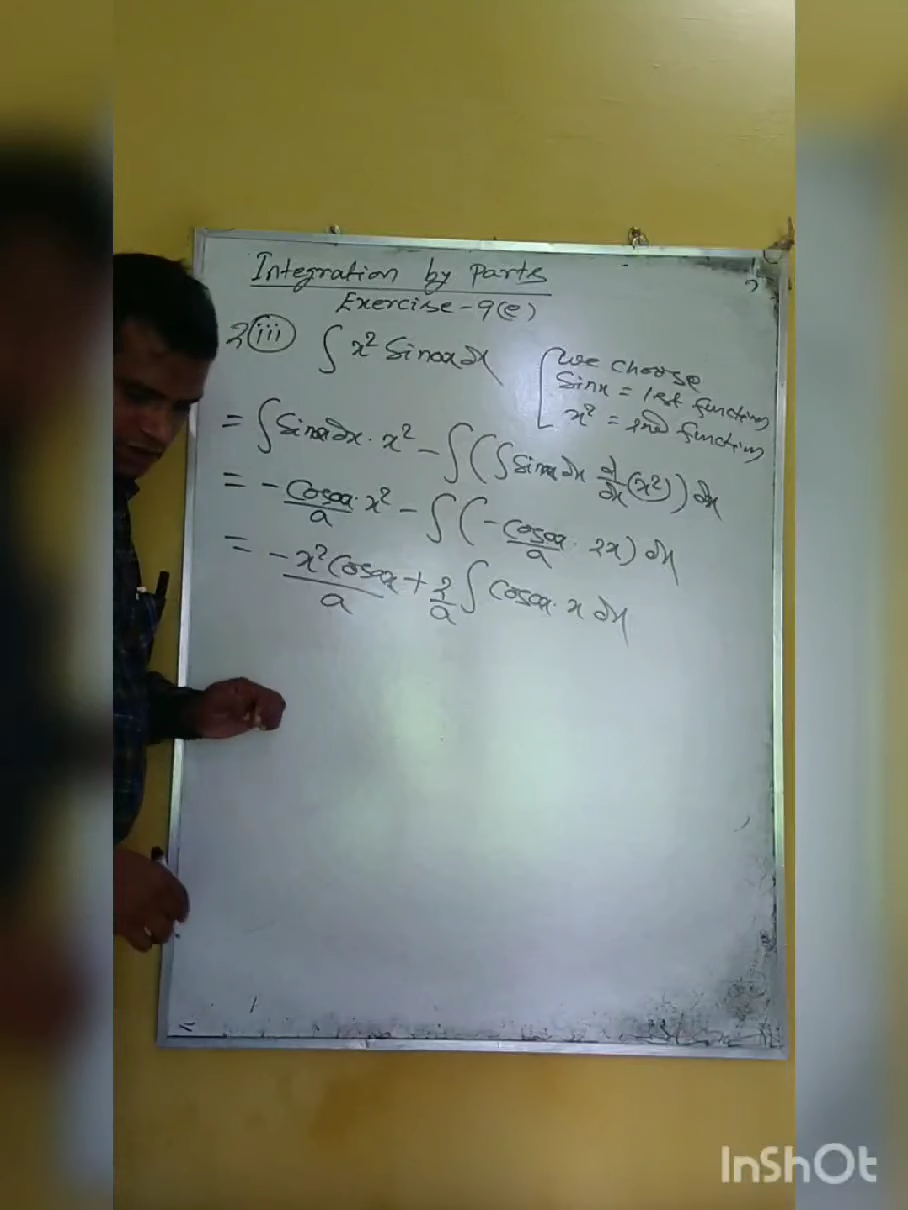 Integration by parts
Exercise-9(e)
2 (iii) ∫ x² Sinax dx
[ we choose
Sinx = 1st function
x² = 2nd function
= ∫ Sinax dx · x² - ∫ ( ∫ Sinax dx d/dx (x²) ) dx
= - Cosax/a · x² - ∫ ( - Cosax/a · 2x ) dx
= - x² Cosax/a + 2/a ∫ Cosax · x dx
InShOt